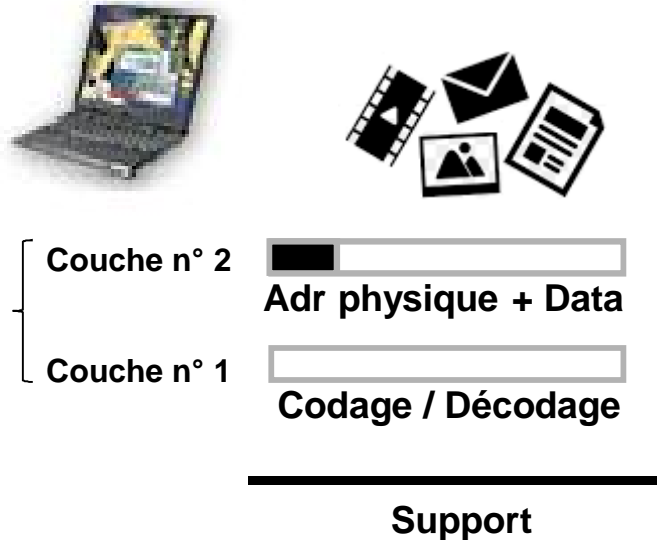 Couche n° 2
Adr physique + Data
Couche n° 1
Codage / Décodage
Support